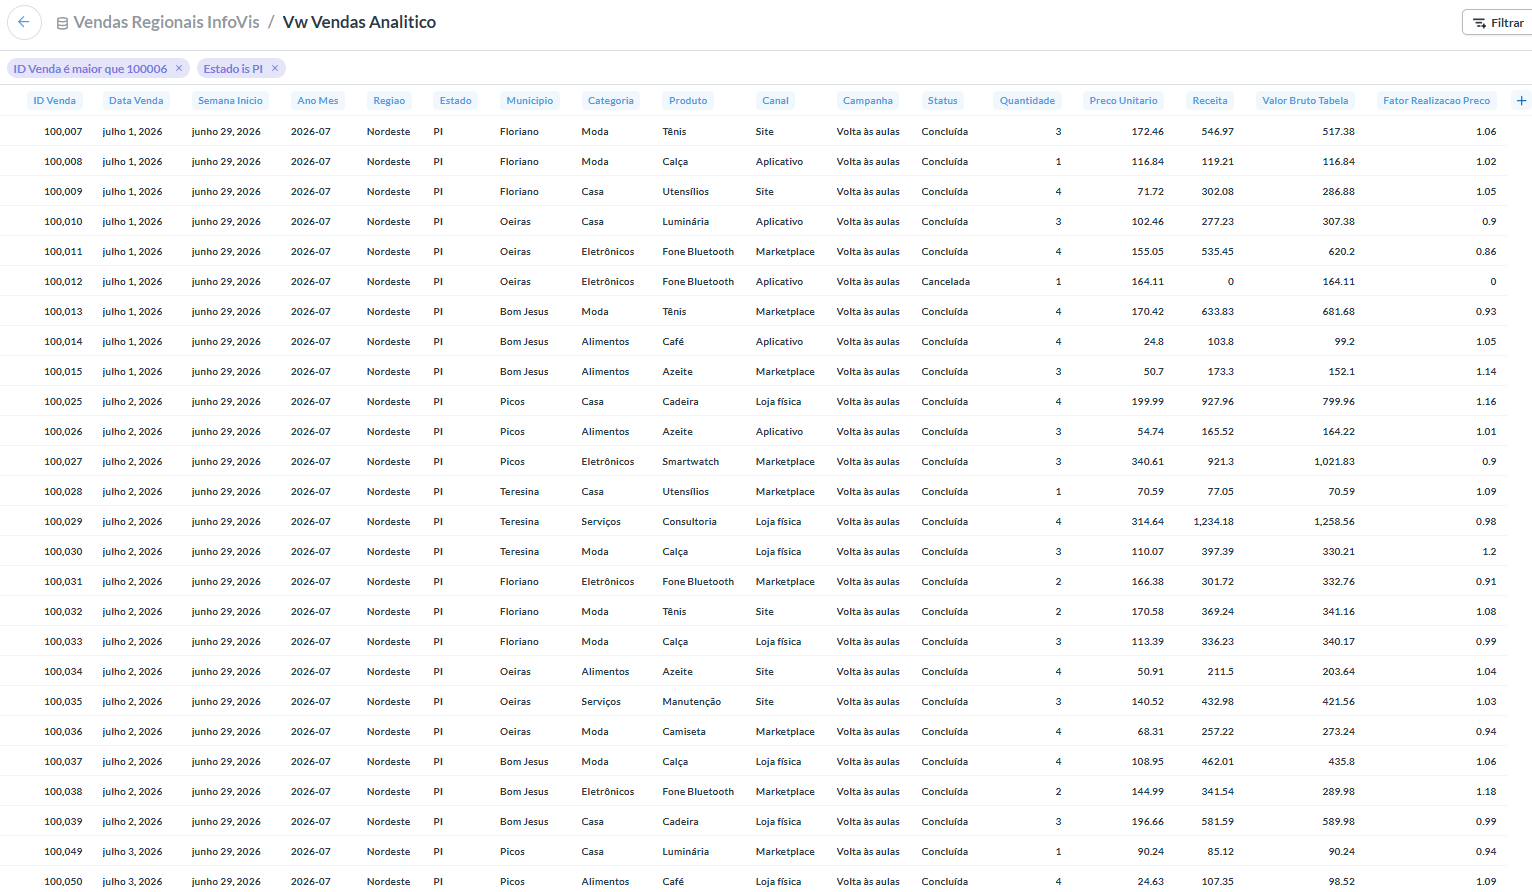 Vendas Regionais InfoVis / Vw Vendas Analitico Filtrar
ID Venda é maior que 100006 × Estado is PI ×
ID Venda Data Venda Semana Inicio Ano Mes Regiao Estado Municipio Categoria Produto Canal Campanha Status Quantidade Preco Unitario Receita Valor Bruto Tabela Fator Realizacao Preco +
100,007 julho 1, 2026 junho 29, 2026 2026-07 Nordeste PI Floriano Moda Tênis Site Volta às aulas Concluída 3 172.46 546.97 517.38 1.06
100,008 julho 1, 2026 junho 29, 2026 2026-07 Nordeste PI Floriano Moda Calça Aplicativo Volta às aulas Concluída 1 116.84 119.21 116.84 1.02
100,009 julho 1, 2026 junho 29, 2026 2026-07 Nordeste PI Floriano Casa Utensílios Site Volta às aulas Concluída 4 71.72 302.08 286.88 1.05
100,010 julho 1, 2026 junho 29, 2026 2026-07 Nordeste PI Oeiras Casa Luminária Aplicativo Volta às aulas Concluída 3 102.46 277.23 307.38 0.9
100,011 julho 1, 2026 junho 29, 2026 2026-07 Nordeste PI Oeiras Eletrônicos Fone Bluetooth Marketplace Volta às aulas Concluída 4 155.05 535.45 620.2 0.86
100,012 julho 1, 2026 junho 29, 2026 2026-07 Nordeste PI Oeiras Eletrônicos Fone Bluetooth Aplicativo Volta às aulas Cancelada 1 164.11 0 164.11 0
100,013 julho 1, 2026 junho 29, 2026 2026-07 Nordeste PI Bom Jesus Moda Tênis Marketplace Volta às aulas Concluída 4 170.42 633.83 681.68 0.93
100,014 julho 1, 2026 junho 29, 2026 2026-07 Nordeste PI Bom Jesus Alimentos Café Aplicativo Volta às aulas Concluída 4 24.8 103.8 99.2 1.05
100,015 julho 1, 2026 junho 29, 2026 2026-07 Nordeste PI Bom Jesus Alimentos Azeite Marketplace Volta às aulas Concluída 3 50.7 173.3 152.1 1.14
100,025 julho 2, 2026 junho 29, 2026 2026-07 Nordeste PI Picos Casa Cadeira Loja física Volta às aulas Concluída 4 199.99 927.96 799.96 1.16
100,026 julho 2, 2026 junho 29, 2026 2026-07 Nordeste PI Picos Alimentos Azeite Aplicativo Volta às aulas Concluída 3 54.74 165.52 164.22 1.01
100,027 julho 2, 2026 junho 29, 2026 2026-07 Nordeste PI Picos Eletrônicos Smartwatch Marketplace Volta às aulas Concluída 3 340.61 921.3 1,021.83 0.9
100,028 julho 2, 2026 junho 29, 2026 2026-07 Nordeste PI Teresina Casa Utensílios Marketplace Volta às aulas Concluída 1 70.59 77.05 70.59 1.09
100,029 julho 2, 2026 junho 29, 2026 2026-07 Nordeste PI Teresina Serviços Consultoria Loja física Volta às aulas Concluída 4 314.64 1,234.18 1,258.56 0.98
100,030 julho 2, 2026 junho 29, 2026 2026-07 Nordeste PI Teresina Moda Calça Loja física Volta às aulas Concluída 3 110.07 397.39 330.21 1.2
100,031 julho 2, 2026 junho 29, 2026 2026-07 Nordeste PI Floriano Eletrônicos Fone Bluetooth Marketplace Volta às aulas Concluída 2 166.38 301.72 332.76 0.91
100,032 julho 2, 2026 junho 29, 2026 2026-07 Nordeste PI Floriano Moda Tênis Site Volta às aulas Concluída 2 170.58 369.24 341.16 1.08
100,033 julho 2, 2026 junho 29, 2026 2026-07 Nordeste PI Floriano Moda Calça Loja física Volta às aulas Concluída 3 113.39 336.23 340.17 0.99
100,034 julho 2, 2026 junho 29, 2026 2026-07 Nordeste PI Oeiras Alimentos Azeite Site Volta às aulas Concluída 4 50.91 211.5 203.64 1.04
100,035 julho 2, 2026 junho 29, 2026 2026-07 Nordeste PI Oeiras Serviços Manutenção Site Volta às aulas Concluída 3 140.52 432.98 421.56 1.03
100,036 julho 2, 2026 junho 29, 2026 2026-07 Nordeste PI Oeiras Moda Camiseta Marketplace Volta às aulas Concluída 4 68.31 257.22 273.24 0.94
100,037 julho 2, 2026 junho 29, 2026 2026-07 Nordeste PI Bom Jesus Moda Calça Loja física Volta às aulas Concluída 4 108.95 462.01 435.8 1.06
100,038 julho 2, 2026 junho 29, 2026 2026-07 Nordeste PI Bom Jesus Eletrônicos Fone Bluetooth Marketplace Volta às aulas Concluída 2 144.99 341.54 289.98 1.18
100,039 julho 2, 2026 junho 29, 2026 2026-07 Nordeste PI Bom Jesus Casa Cadeira Loja física Volta às aulas Concluída 3 196.66 581.59 589.98 0.99
100,049 julho 3, 2026 junho 29, 2026 2026-07 Nordeste PI Picos Casa Luminária Marketplace Volta às aulas Concluída 1 90.24 85.12 90.24 0.94
100,050 julho 3, 2026 junho 29, 2026 2026-07 Nordeste PI Picos Alimentos Café Loja física Volta às aulas Concluída 4 24.63 107.35 98.52 1.09